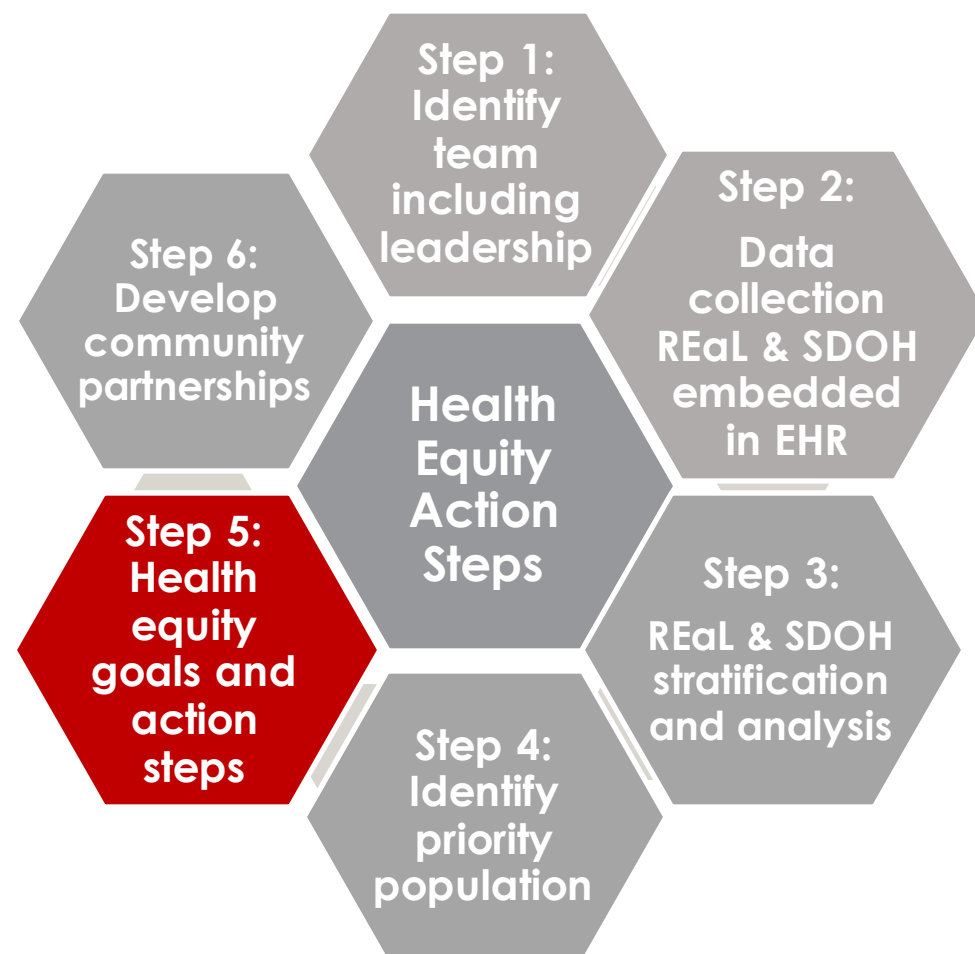 Step 1:
Identify
team
including
leadership
Step 2:
Data
collection
REaL & SDOH
embedded
in EHR
Step 3:
REaL & SDOH
stratification
and analysis
Step 4:
Identify
priority
population
Step 5:
Health
equity
goals and
action
steps
Step 6:
Develop
community
partnerships
Health
Equity
Action
Steps